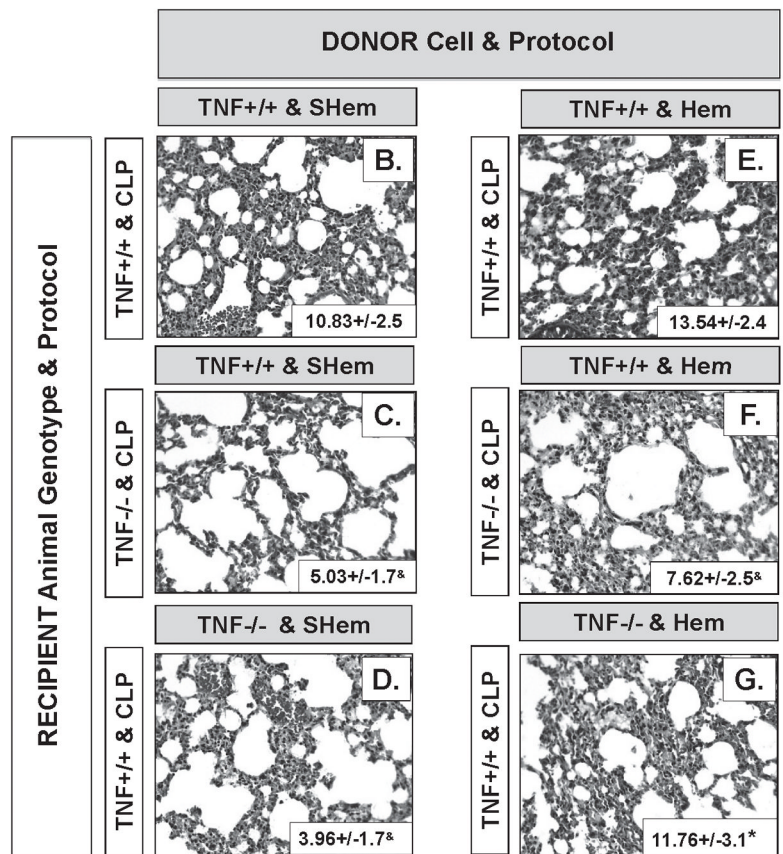 DONOR Cell & Protocol
RECIPIENT Animal Genotype & Protocol
TNF+/+ & SHem
TNF+/+ & Hem
TNF+/+ & CLP
B.
10.83+/-2.5
TNF+/+ & CLP
E.
13.54+/-2.4
TNF+/+ & SHem
TNF+/+ & Hem
TNF-/- & CLP
C.
5.03+/-1.7&
TNF-/- & CLP
F.
7.62+/-2.5&
TNF-/- & SHem
TNF-/- & Hem
TNF+/+ & CLP
D.
3.96+/-1.7&
TNF+/+ & CLP
G.
11.76+/-3.1*